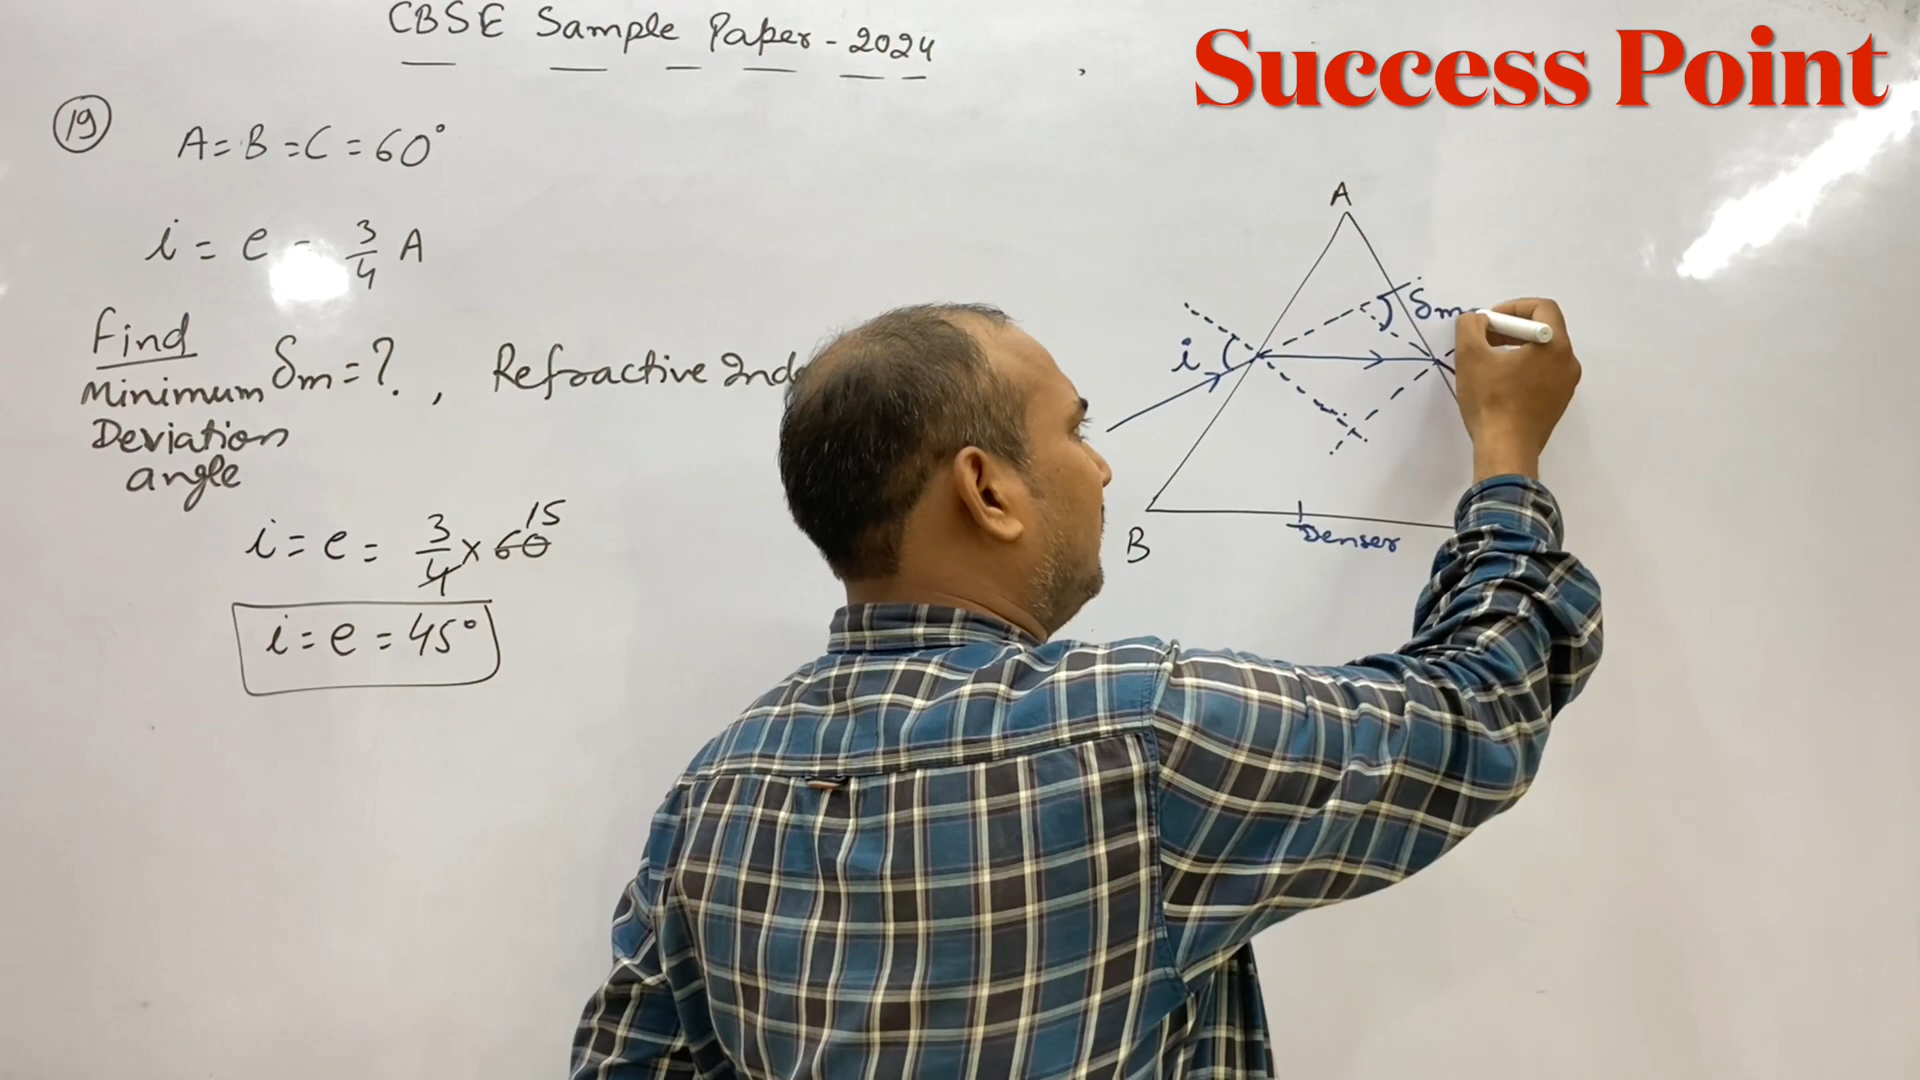 CBSE Sample Paper - 2024
Success Point
19
A = B = C = 60°
i = e = 3/4 A
Find
Minimum δm = ? , Refractive
Deviation
angle
i = e = 3/4 × 60 15
i = e = 45°
A
i
δm
B
Denser